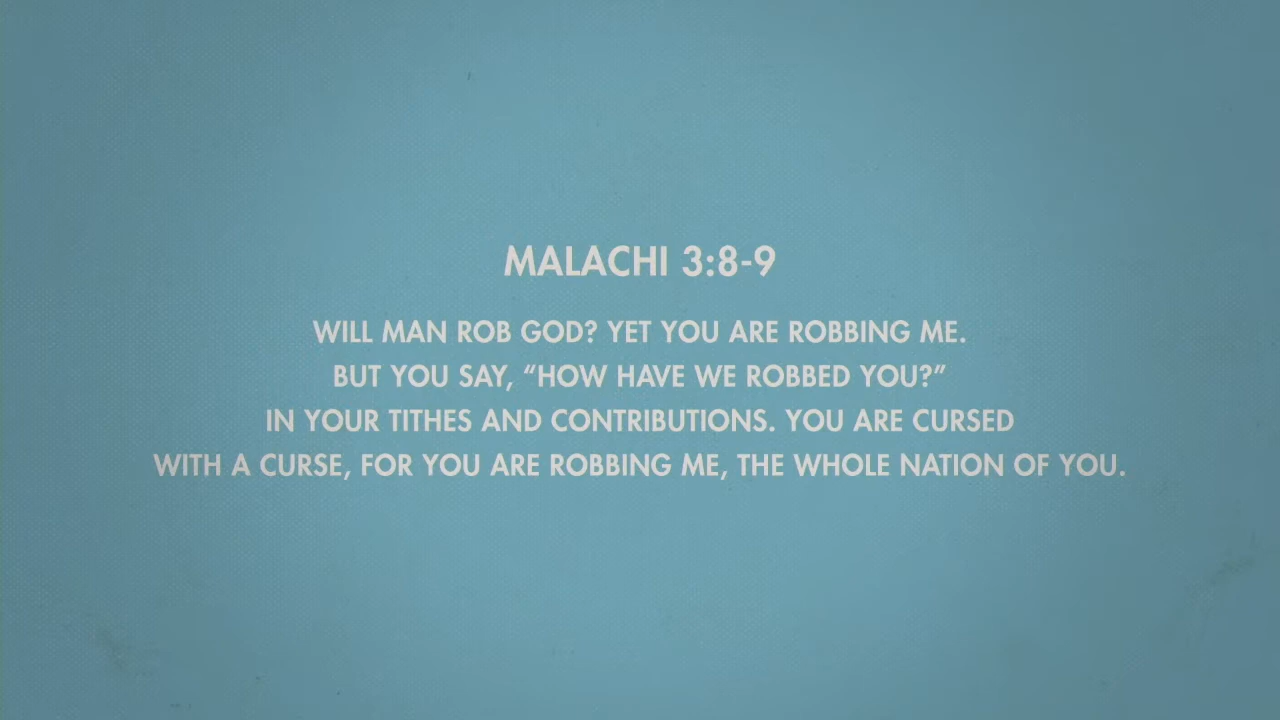 MALACHI 3:8-9
WILL MAN ROB GOD? YET YOU ARE ROBBING ME.
BUT YOU SAY, “HOW HAVE WE ROBBED YOU?”
IN YOUR TITHES AND CONTRIBUTIONS. YOU ARE CURSED
WITH A CURSE, FOR YOU ARE ROBBING ME, THE WHOLE NATION OF YOU.